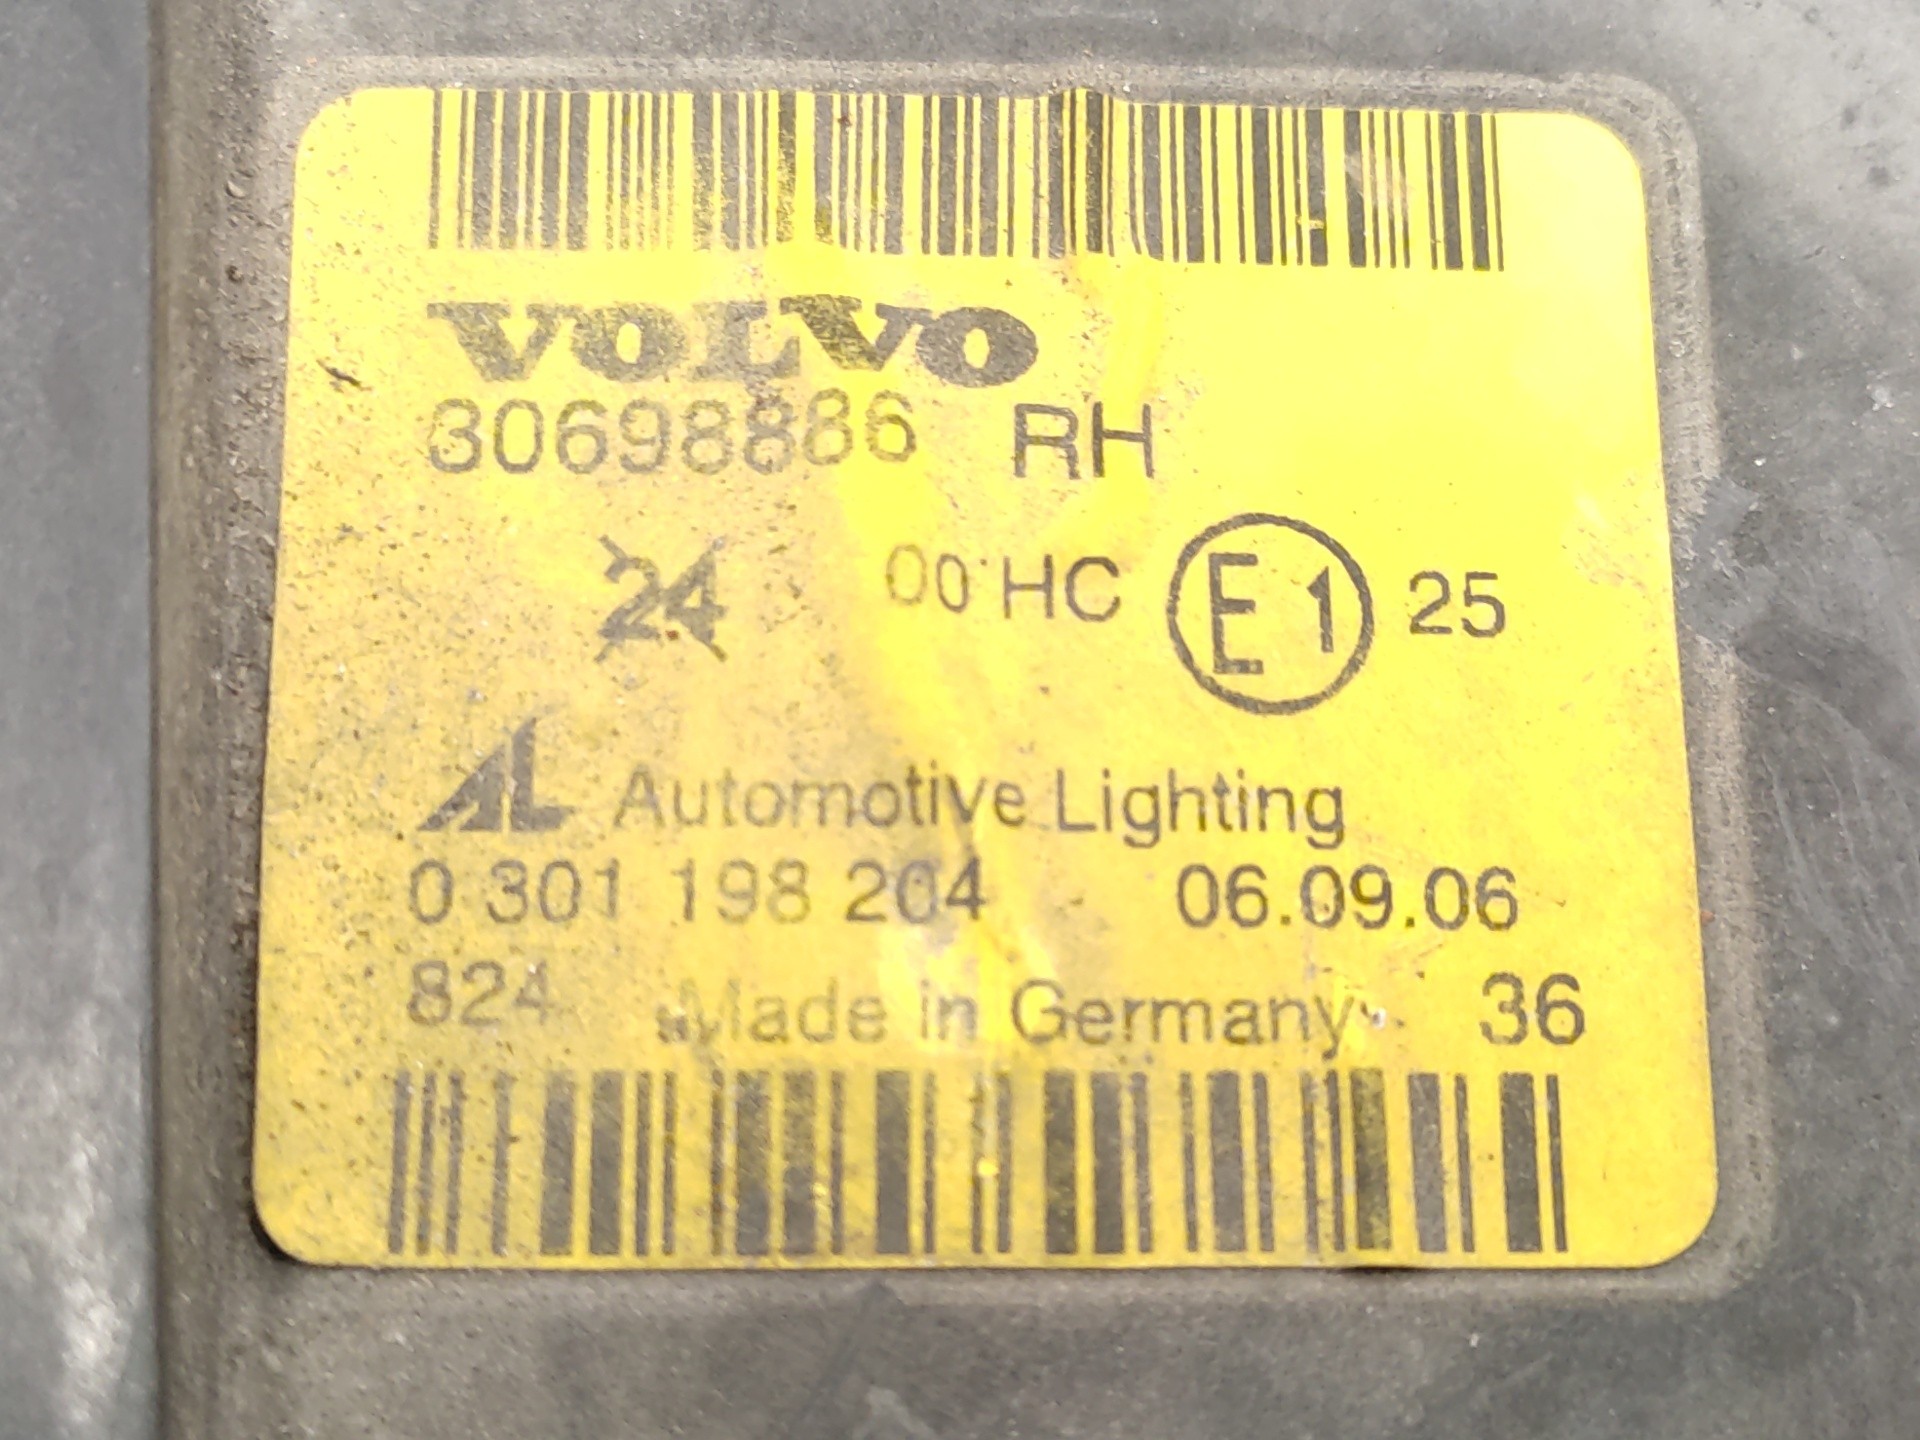 VOLVO
30698886 RH
24 00 HC E1 25
AL Automotive Lighting
0 301 198 204 06.09.06
824 Made in Germany 36